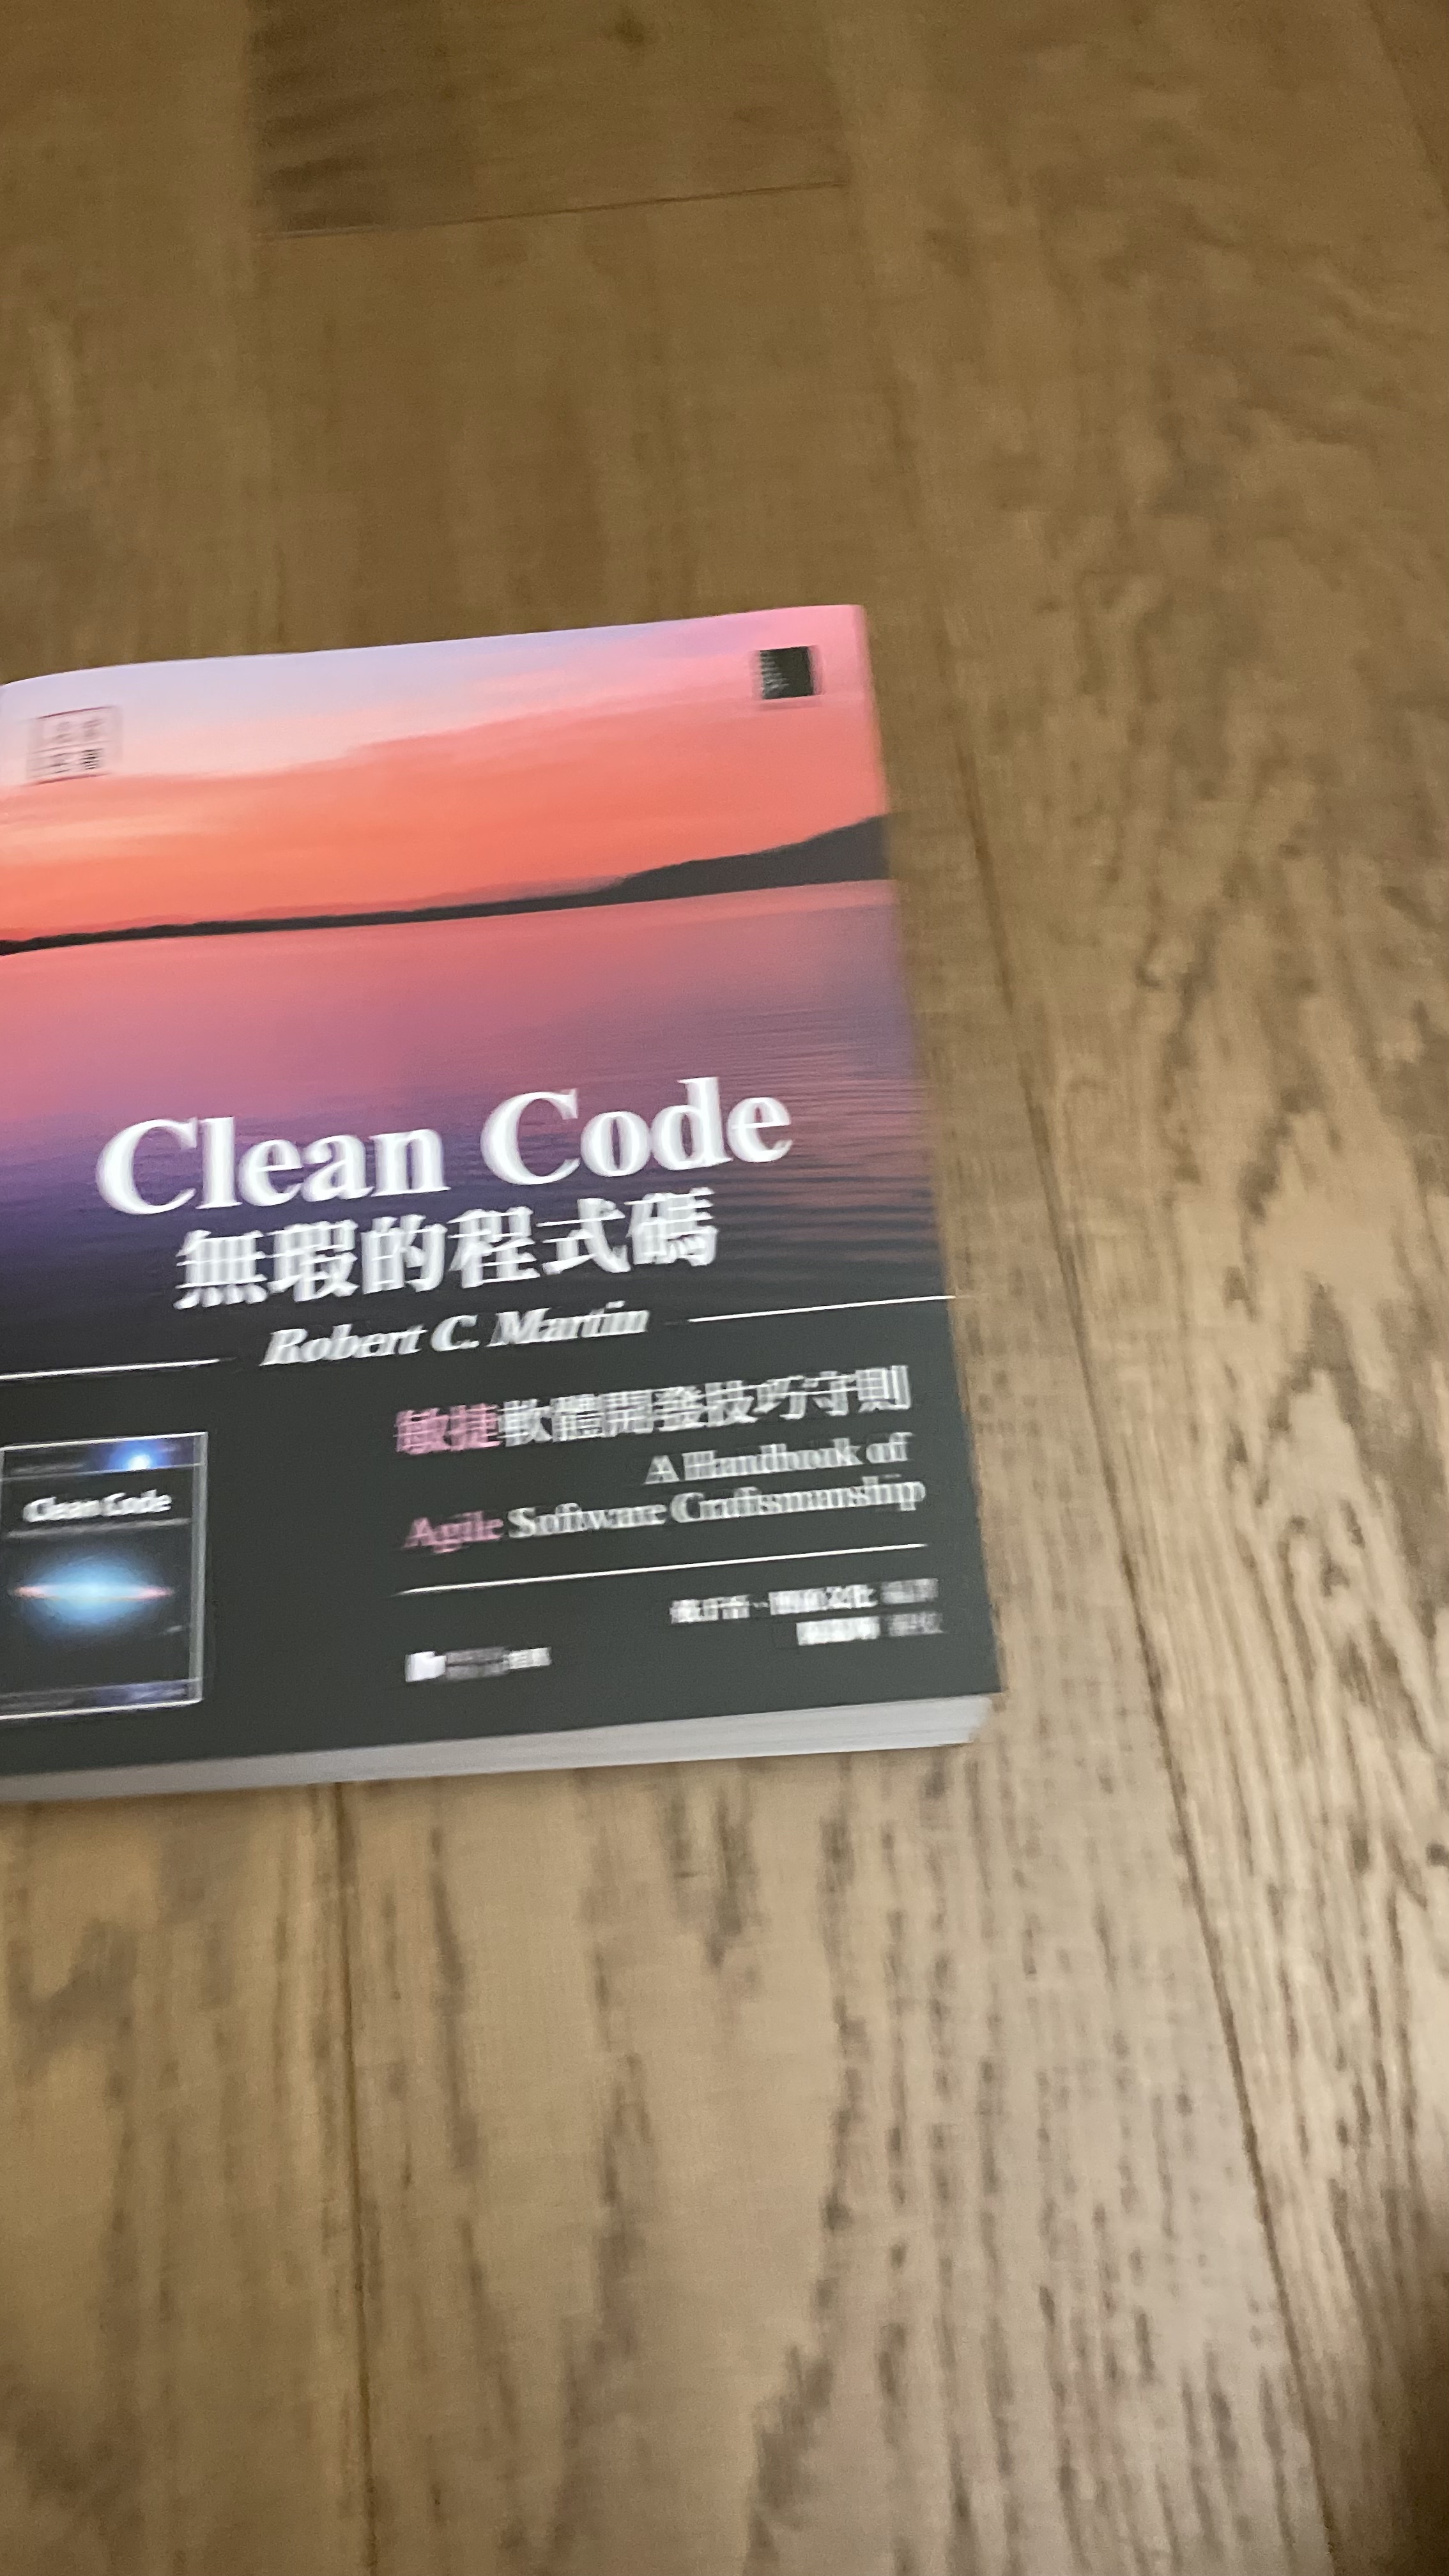 Clean Code
無瑕的程式碼
Robert C. Martin
敏捷軟體開發技巧守則
A Handbook of
Agile Software Craftsmanship
Clean Code